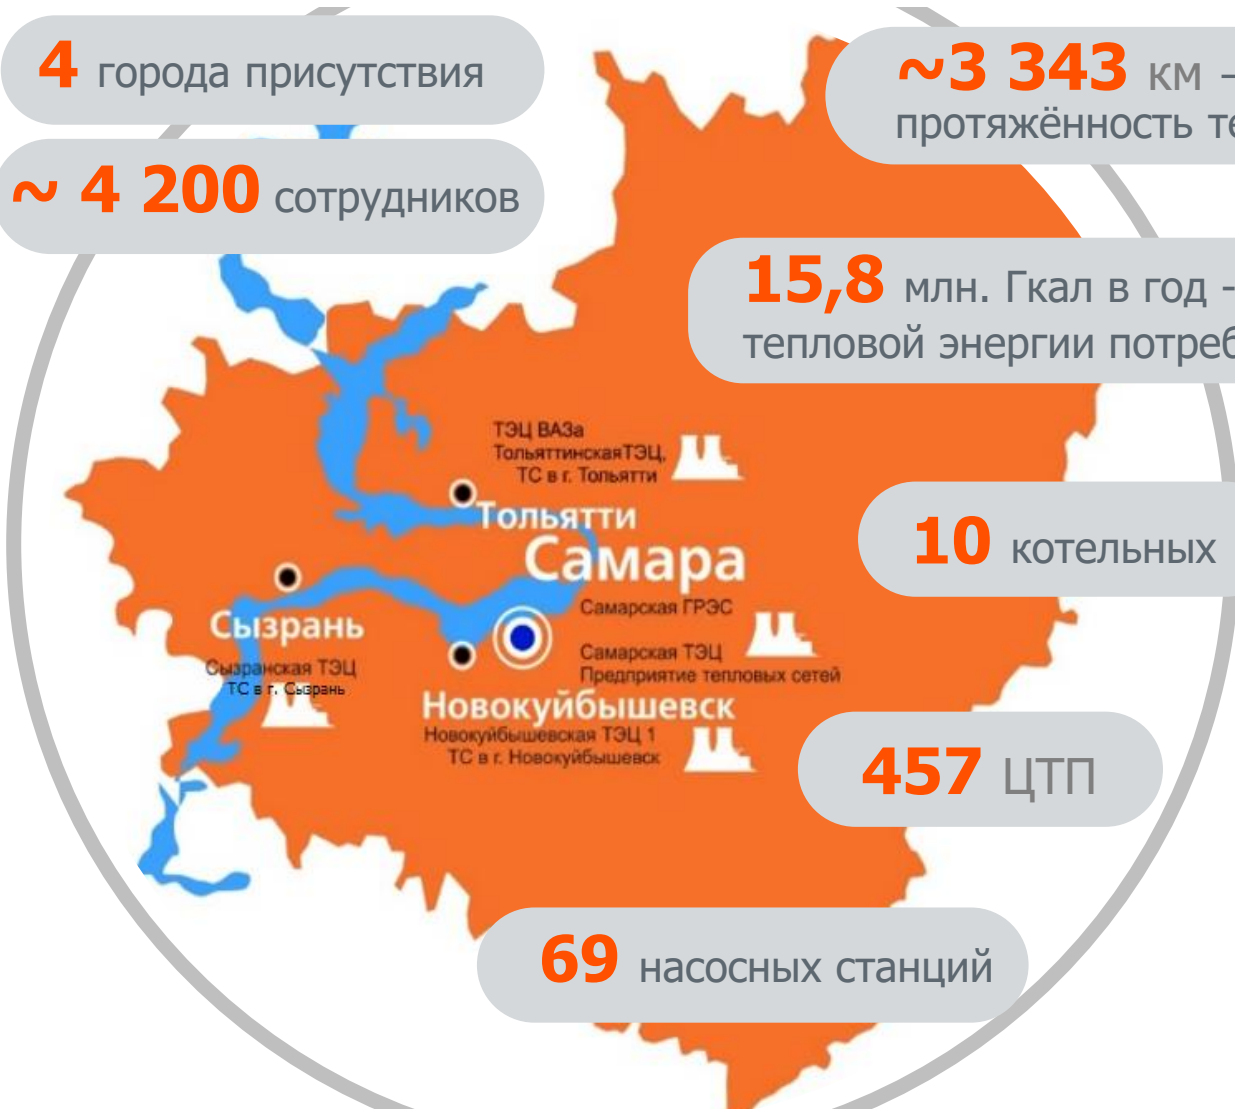 4 города присутствия
~3 343 км –
протяжённость те
~ 4 200 сотрудников
15,8 млн. Гкал в год -
тепловой энергии потреб
ТЭЦ ВАЗа
ТольяттинскаяТЭЦ,
ТС в г. Тольятти
Тольятти
Самара
10 котельных
Самарская ГРЭС
Сызрань
Самарская ТЭЦ
Предприятие тепловых сетей
Сызранская ТЭЦ
ТС в г. Сызрань
Новокуйбышевск
Новокуйбышевская ТЭЦ 1
ТС в г. Новокуйбышевск
457 ЦТП
69 насосных станций